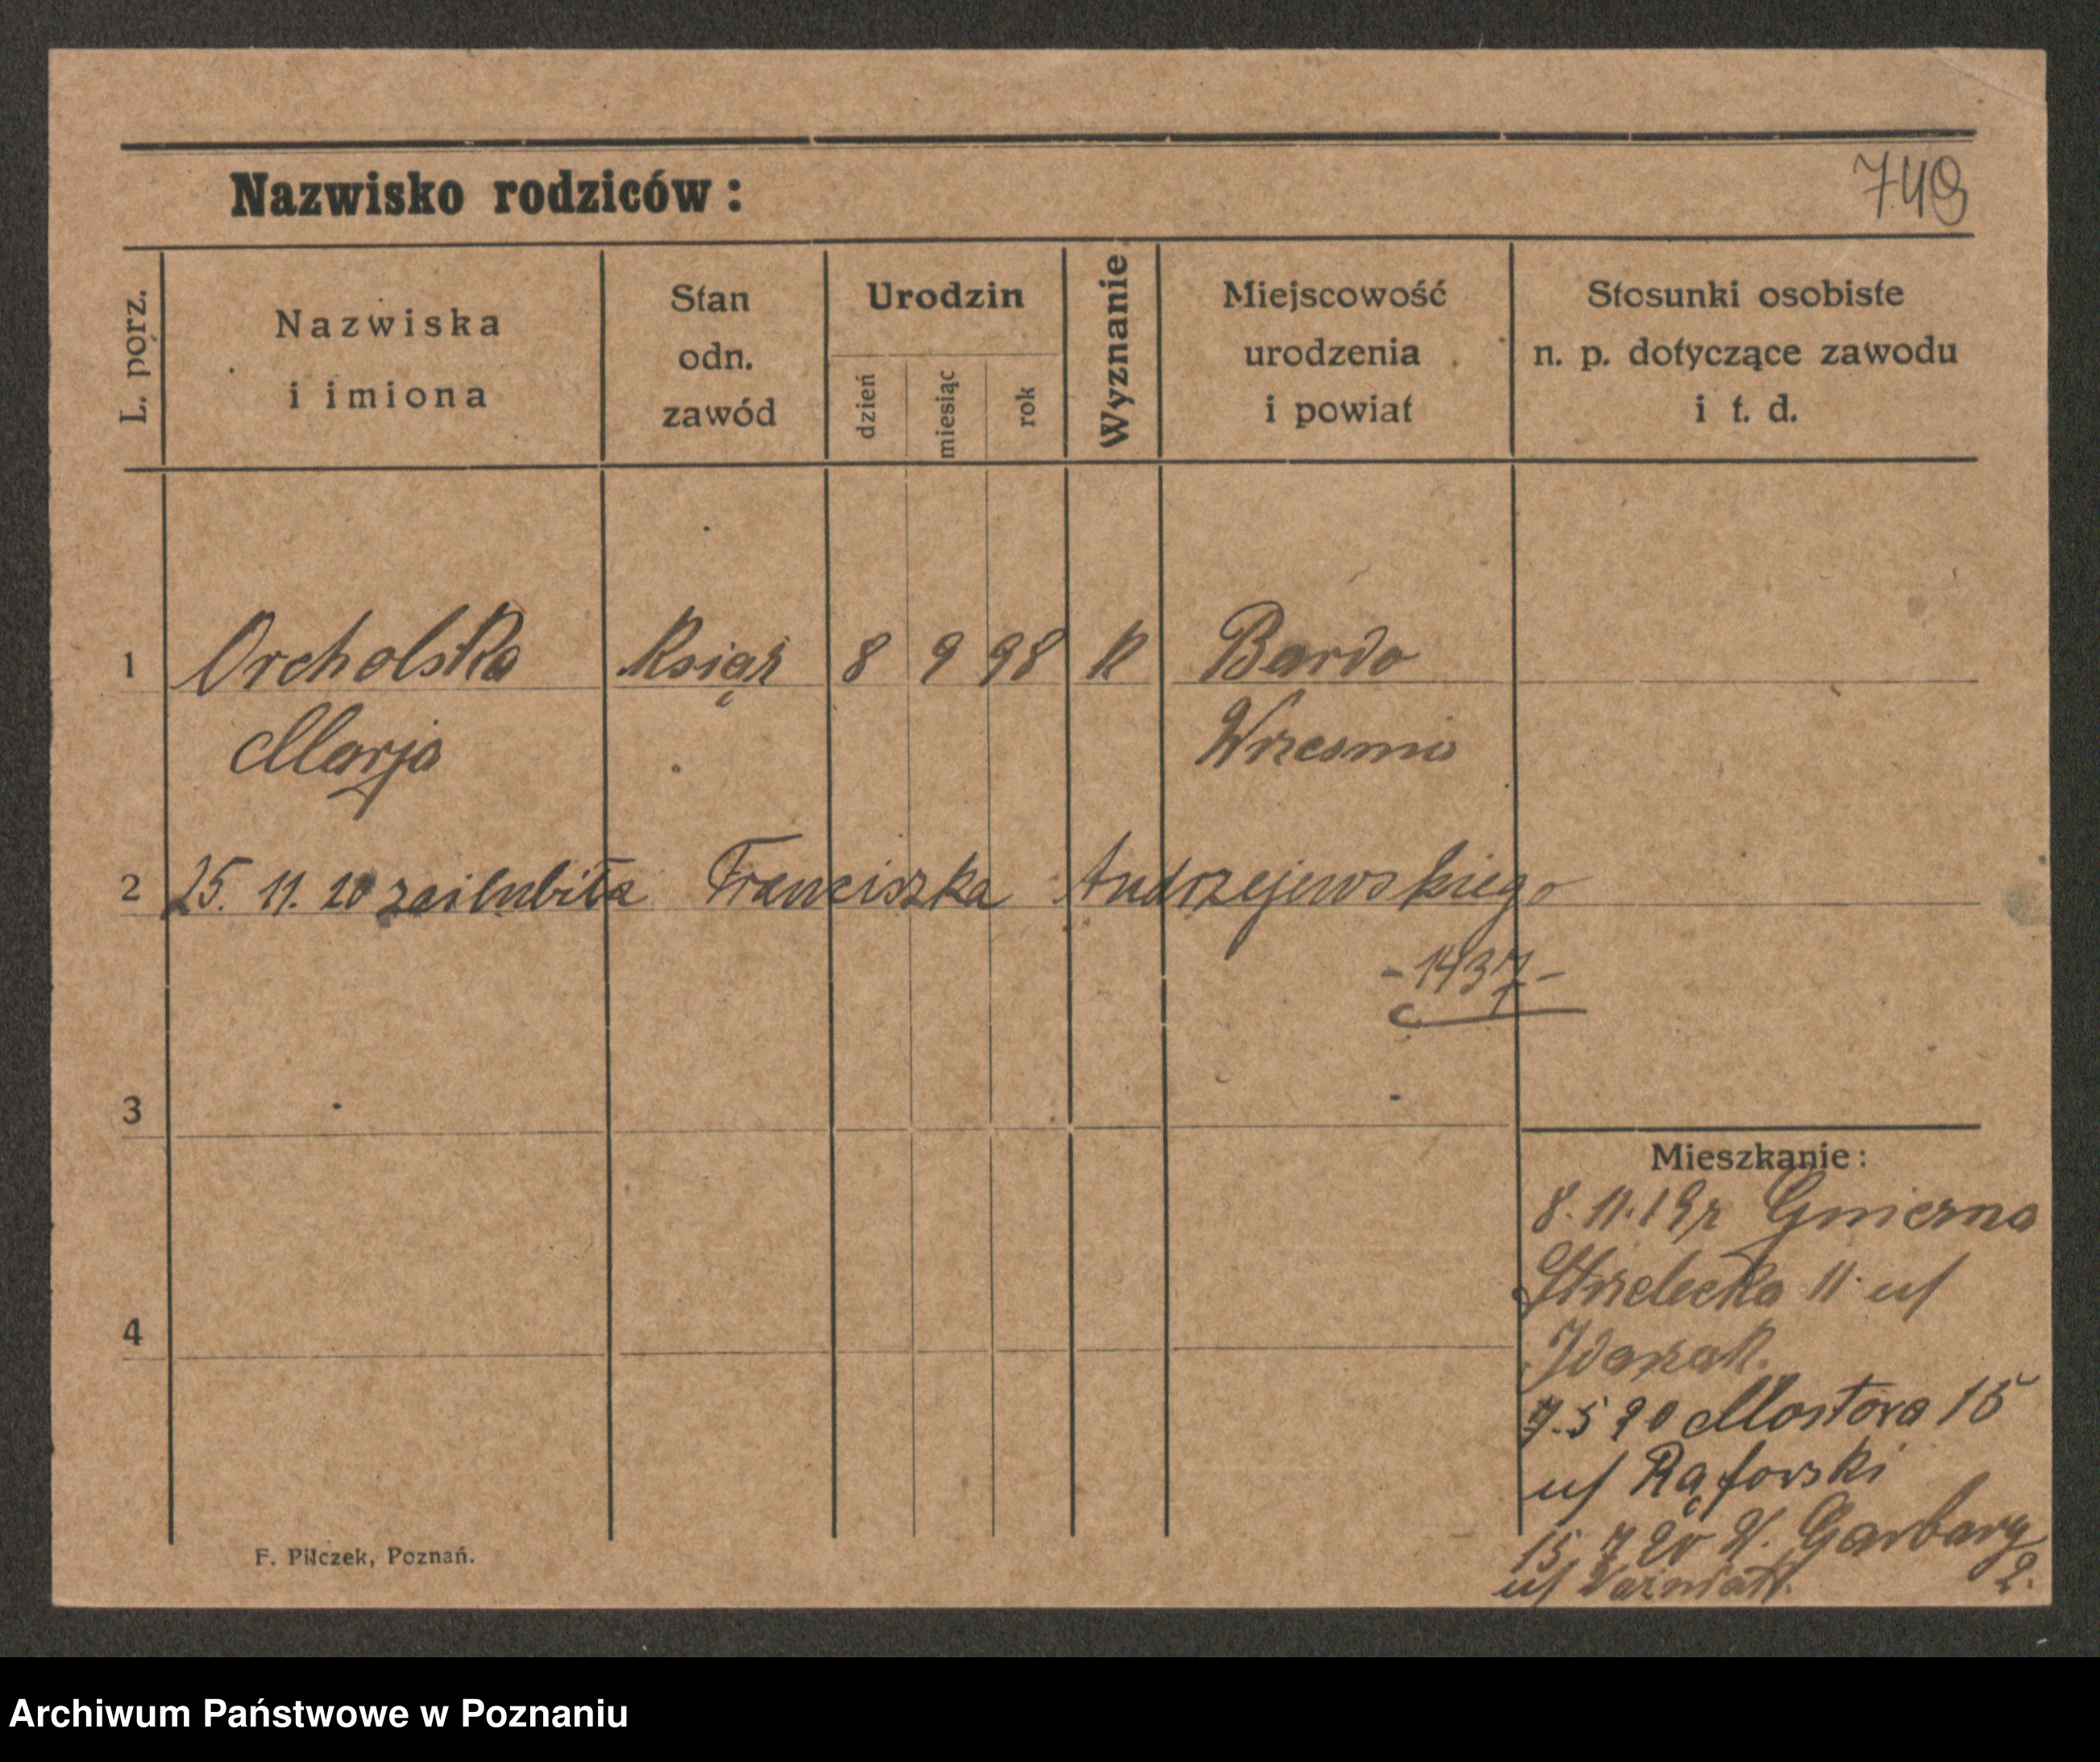 749
Nazwisko rodziców:
L. porz.
Nazwiska
i imiona
Stan
odn.
zawód
Urodzin
dzień
miesiąc
rok
Wyznanie
Miejscowość
urodzenia
i powiat
Stosunki osobiste
n. p. dotyczące zawodu
i t. d.
1 Orcholska Książ 8 9 98 K Bardo
Marja Wrzesnia
2 25. 11. 20 zaślubiła Franciszka Andrzejewskiego
-1437-
3
4
Mieszkanie:
8.11.19 z Gniezna
Strzelecka 11 u/
7.5 20 Mostowa 15
u/
15. 7 20 W. Garbary
u/ 2.
F. Pilczek, Poznań.
Archiwum Państwowe w Poznaniu